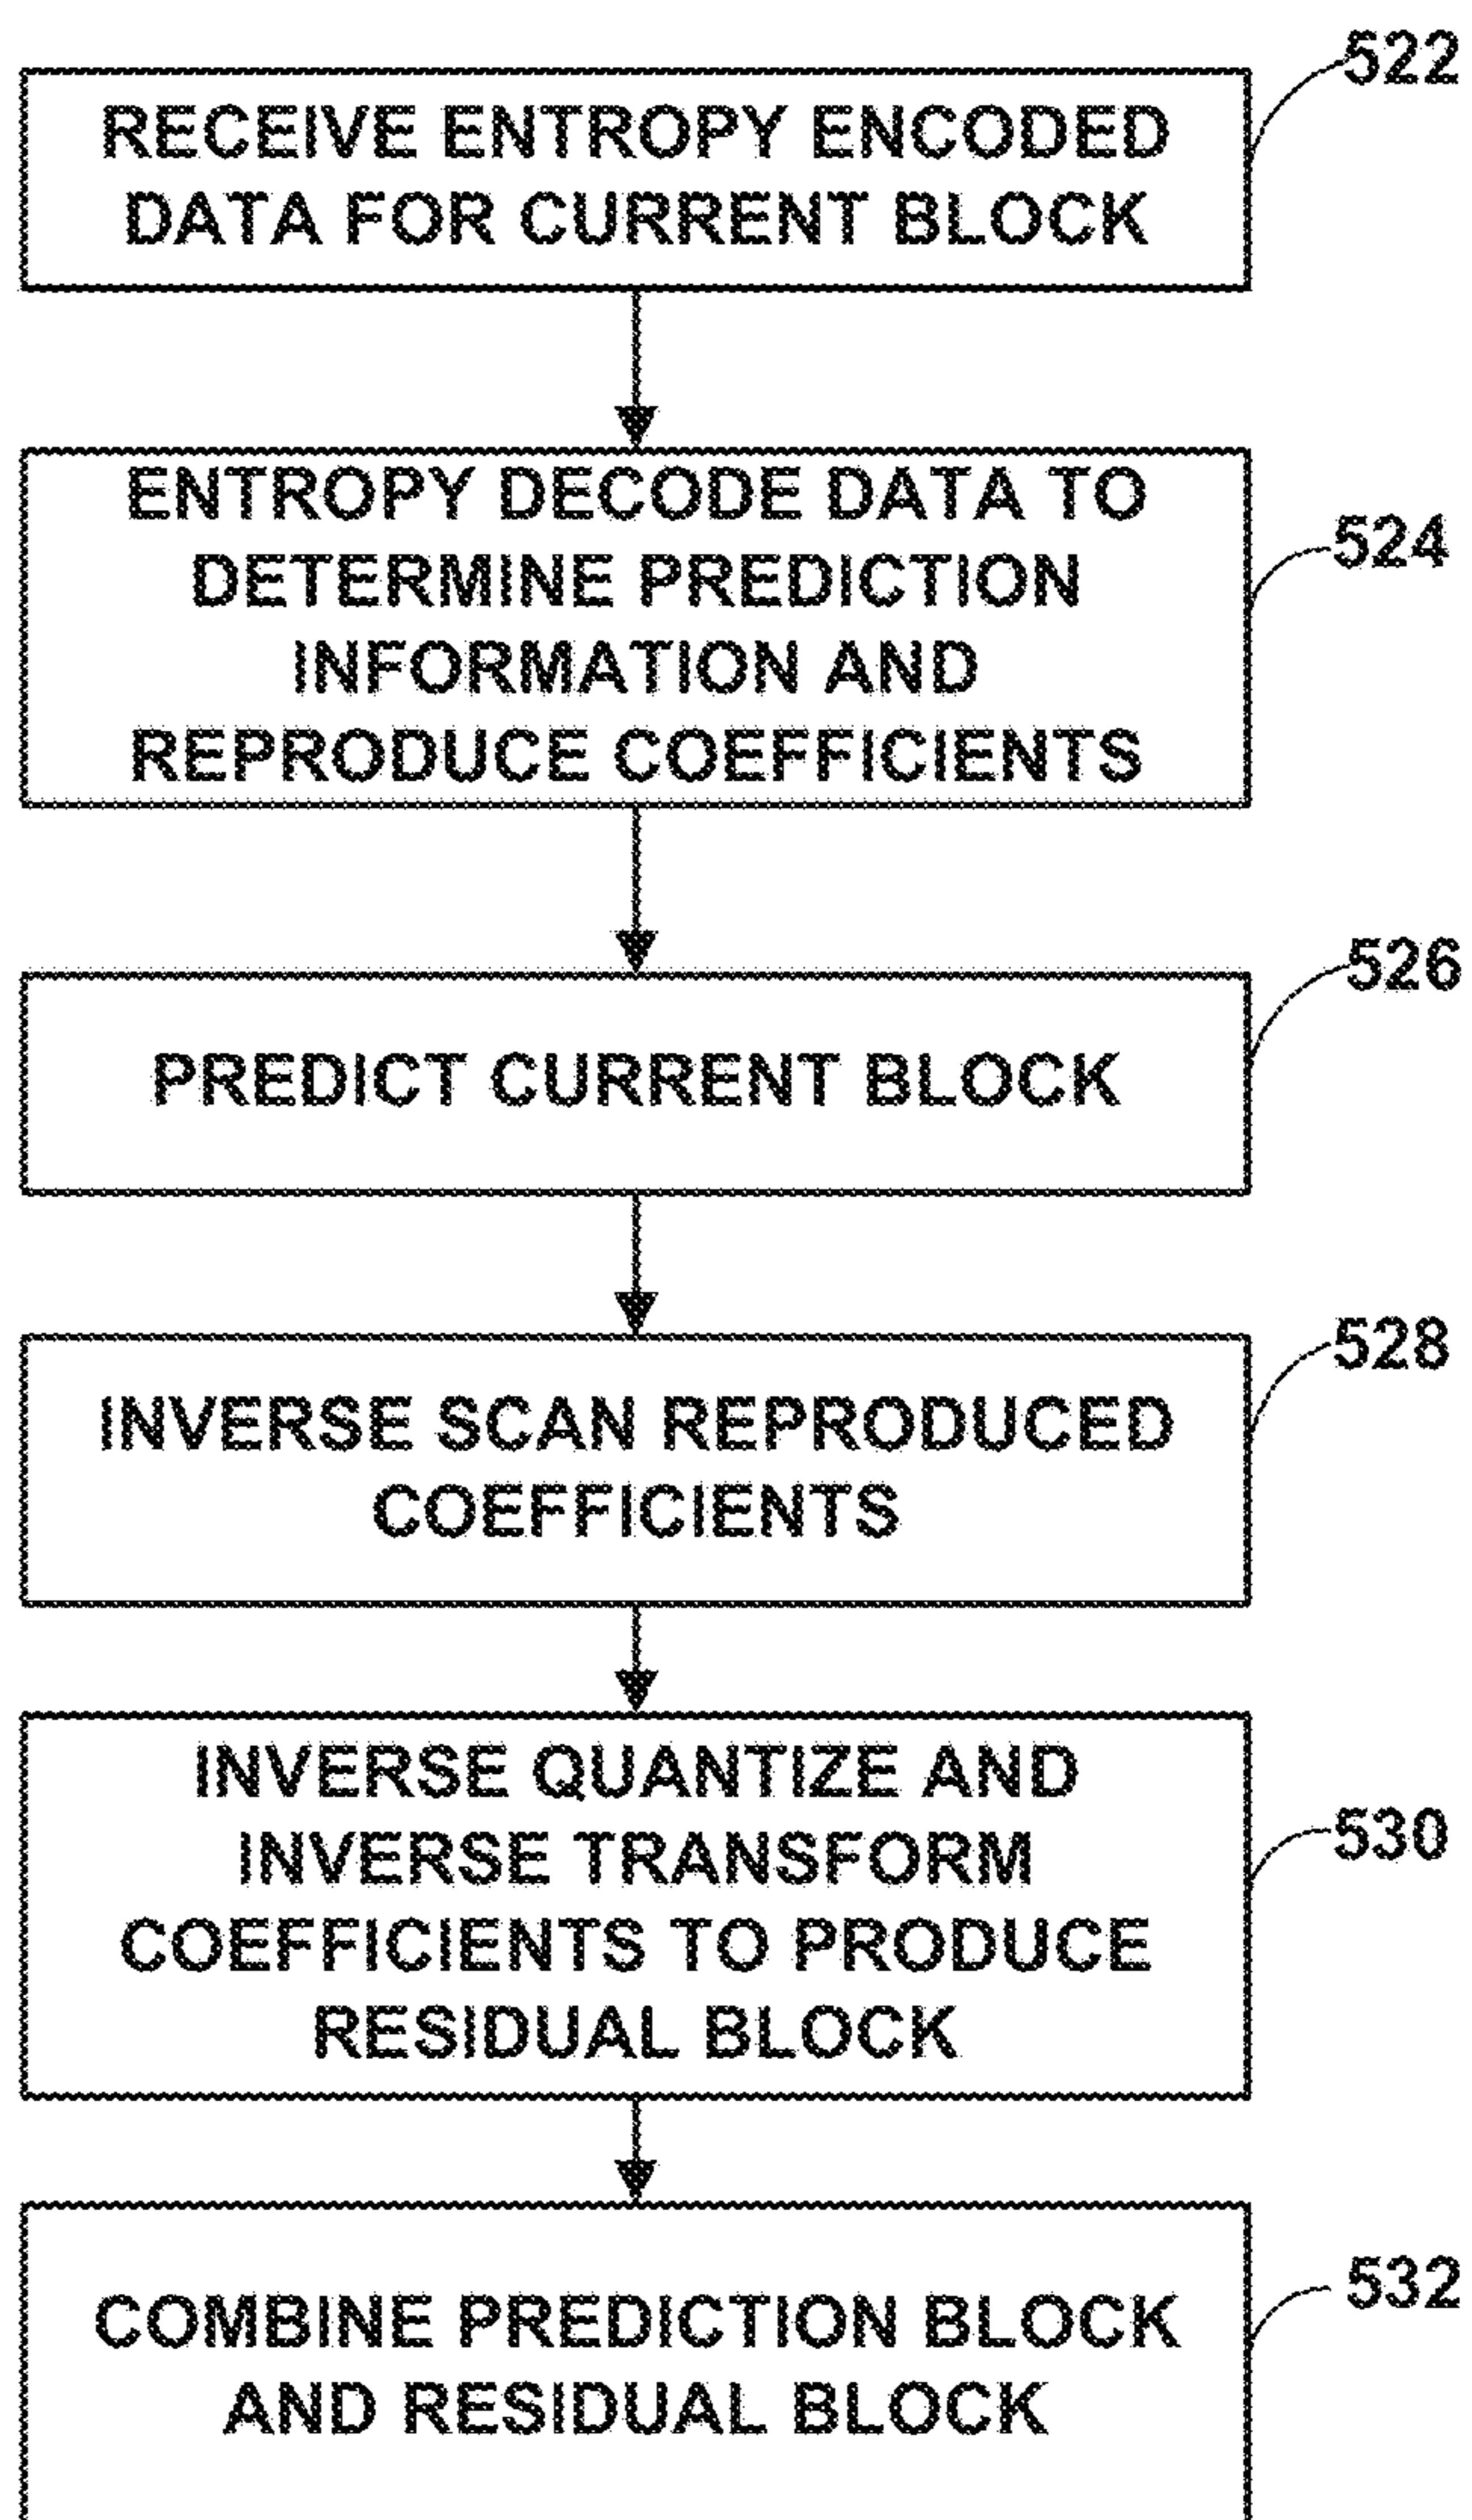 522
RECEIVE ENTROPY ENCODED
DATA FOR CURRENT BLOCK
ENTROPY DECODE DATA TO
DETERMINE PREDICTION
INFORMATION AND
REPRODUCE COEFFICIENTS
524
526
PREDICT CURRENT BLOCK
528
INVERSE SCAN REPRODUCED
COEFFICIENTS
INVERSE QUANTIZE AND
INVERSE TRANSFORM
COEFFICIENTS TO PRODUCE
RESIDUAL BLOCK
530
532
COMBINE PREDICTION BLOCK
AND RESIDUAL BLOCK